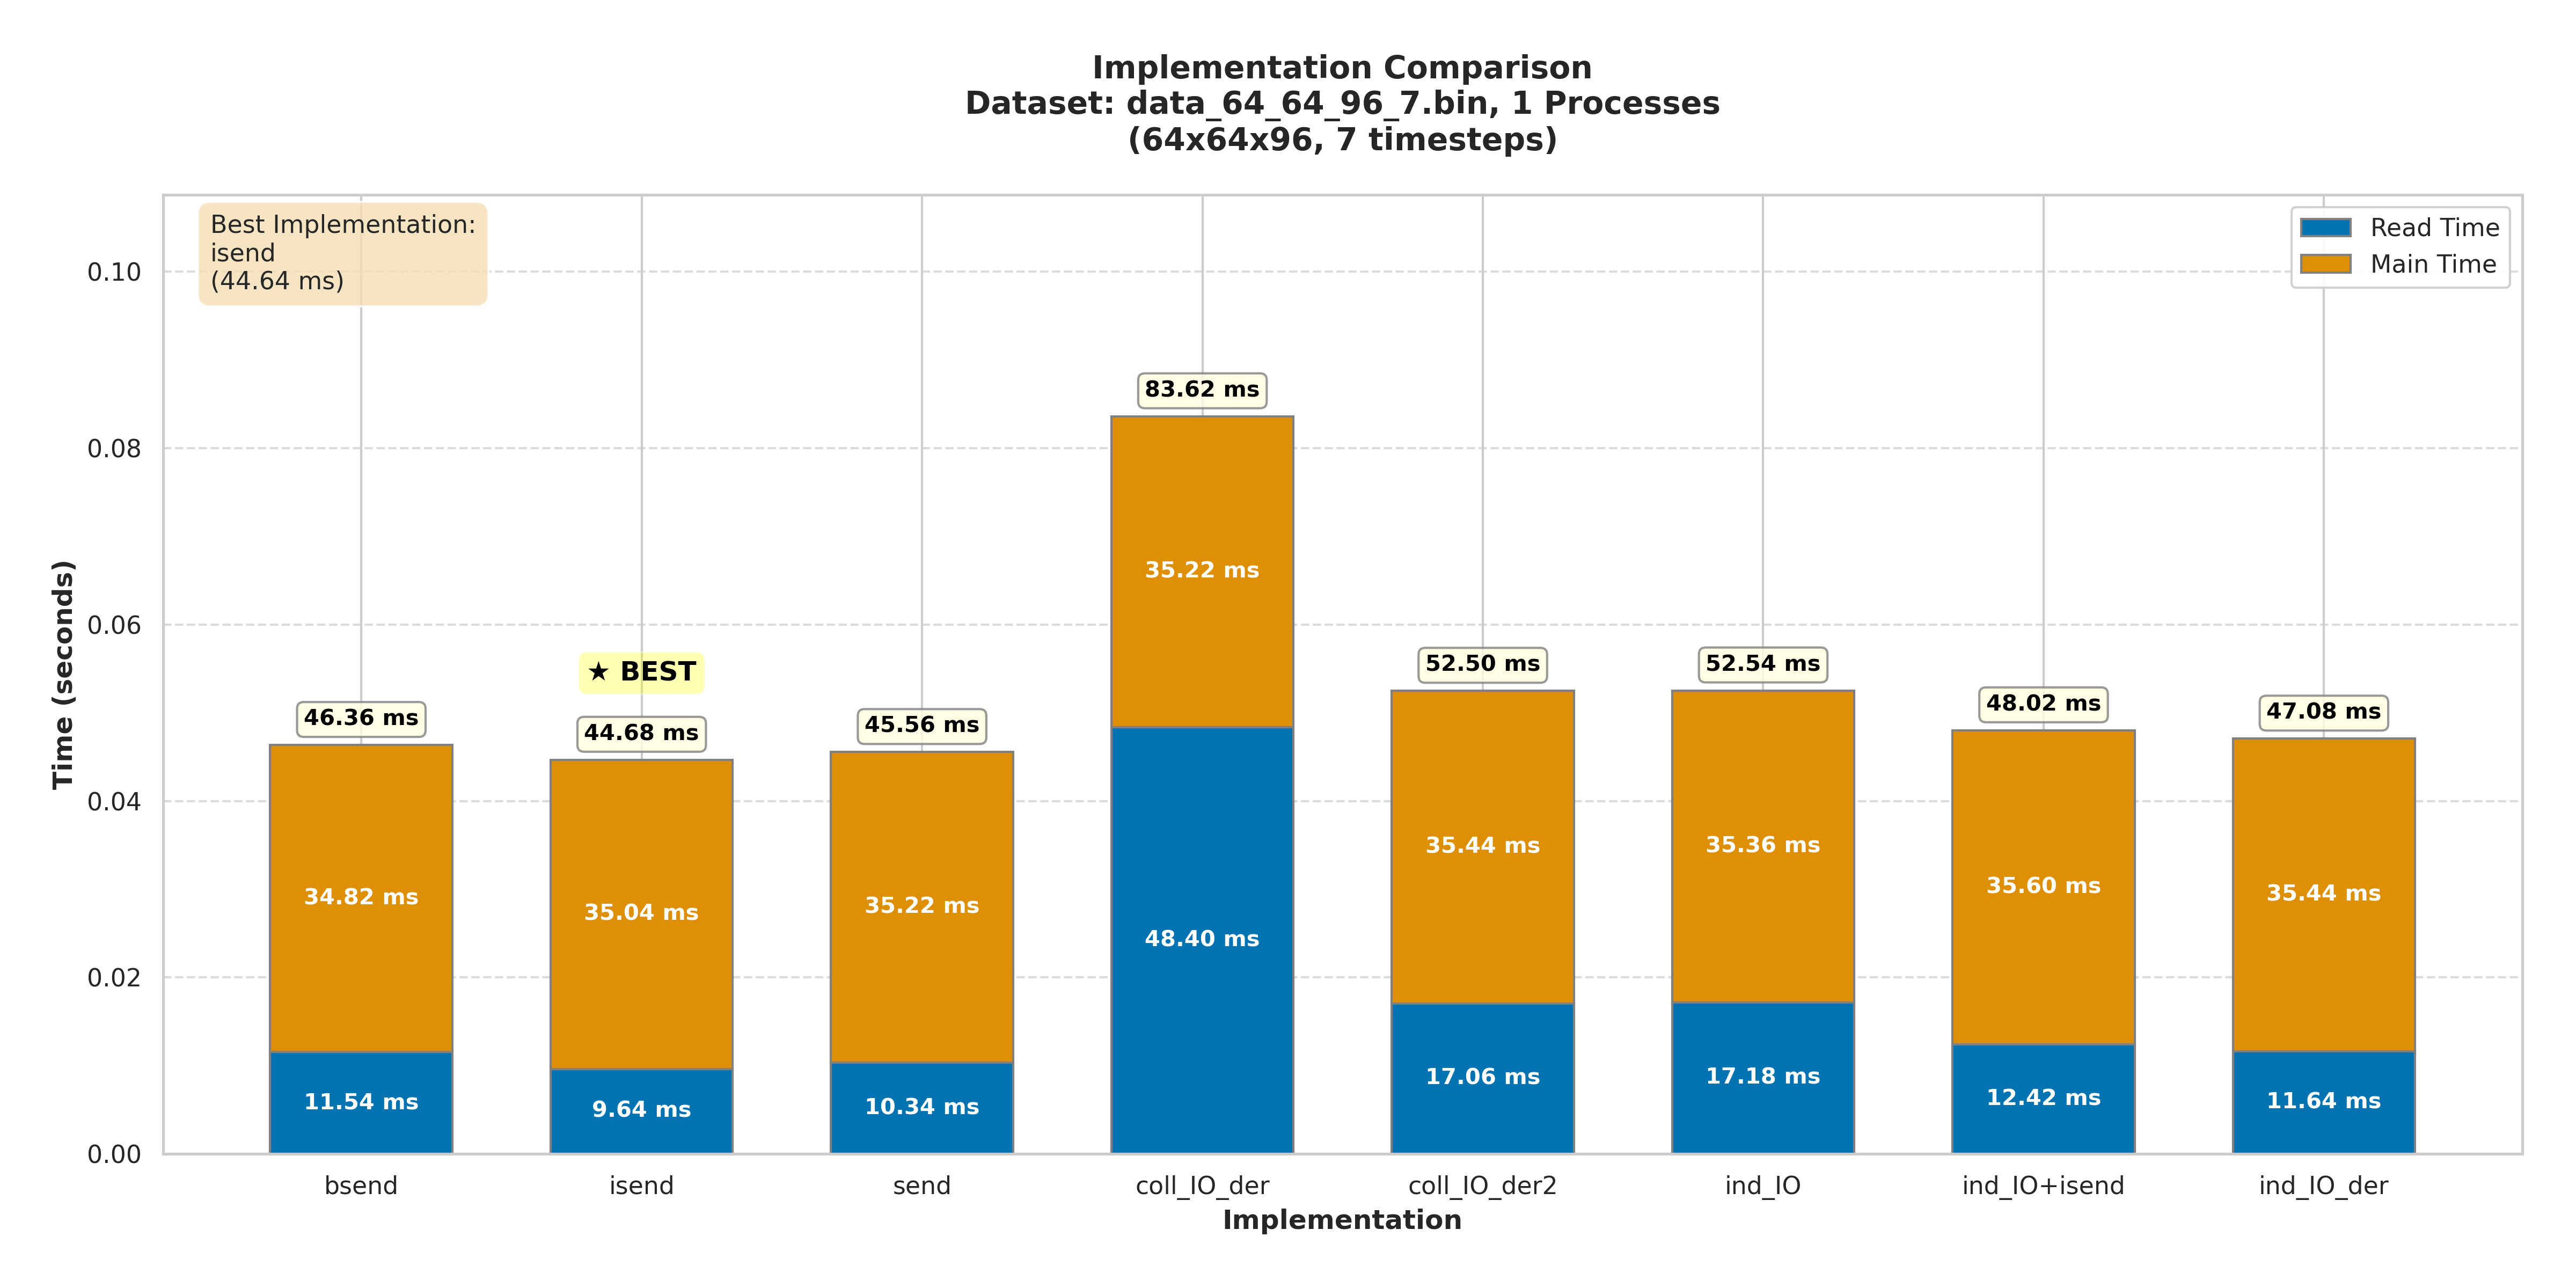 Implementation Comparison
Dataset: data_64_64_96_7.bin, 1 Processes
(64x64x96, 7 timesteps)
Best Implementation:
isend
(44.64 ms)
Read Time
Main Time
Time (seconds)
0.10
0.08
0.06
0.04
0.02
0.00
46.36 ms
34.82 ms
11.54 ms
★ BEST
44.68 ms
35.04 ms
9.64 ms
45.56 ms
35.22 ms
10.34 ms
83.62 ms
35.22 ms
48.40 ms
52.50 ms
35.44 ms
17.06 ms
52.54 ms
35.36 ms
17.18 ms
48.02 ms
35.60 ms
12.42 ms
47.08 ms
35.44 ms
11.64 ms
bsend
isend
send
coll_IO_der
coll_IO_der2
ind_IO
ind_IO+isend
ind_IO_der
Implementation